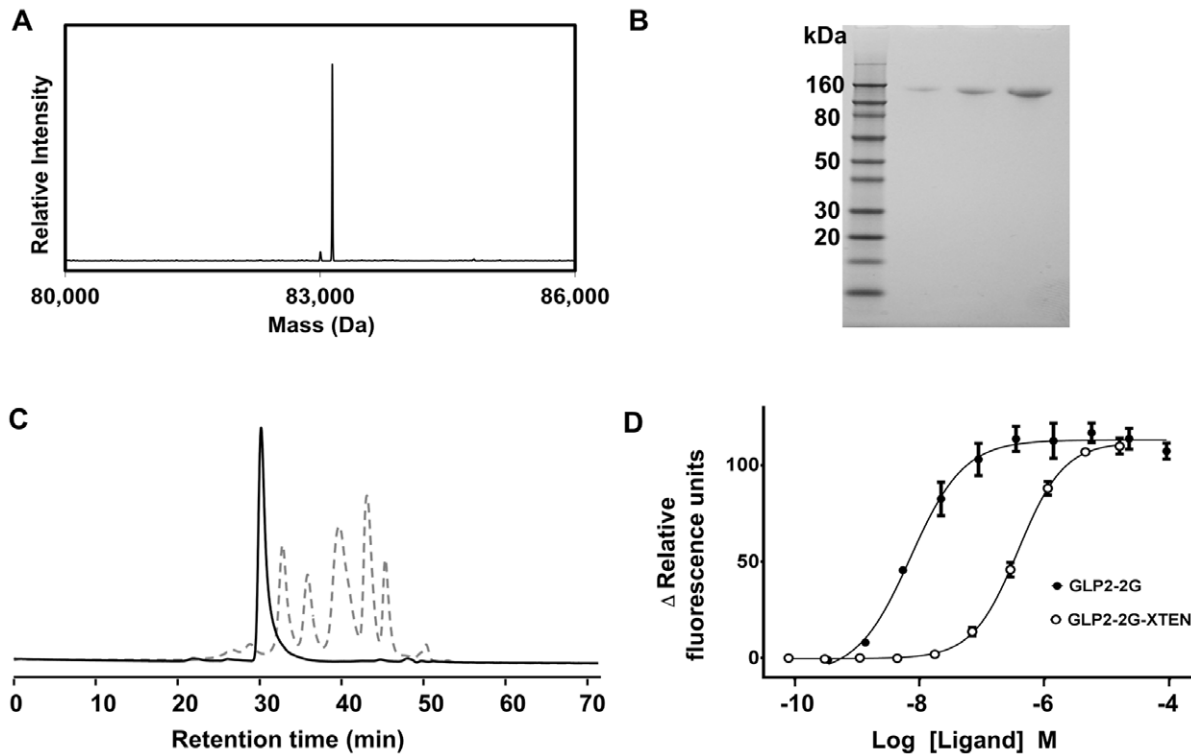 A
Relative Intensity
80,000
83,000
86,000
Mass (Da)
B
kDa
160
80
50
30
20
C
0
10
20
30
40
50
60
70
Retention time (min)
D
Δ Relative
fluorescence units
100
50
0
GLP2-2G
GLP2-2G-XTEN
-10
-8
-6
-4
Log [Ligand] M